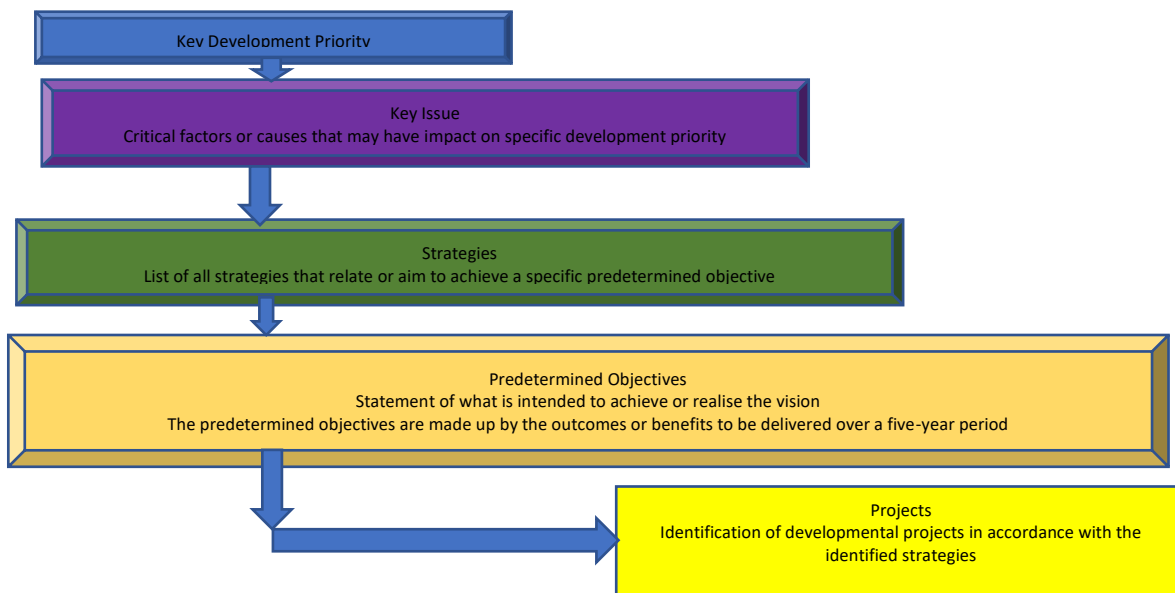 Key Development Priority
Key Issue
Critical factors or causes that may have impact on specific development priority
Strategies
List of all strategies that relate or aim to achieve a specific predetermined objective
Predetermined Objectives
Statement of what is intended to achieve or realise the vision
The predetermined objectives are made up by the outcomes or benefits to be delivered over a five-year period
Projects
Identification of developmental projects in accordance with the
identified strategies